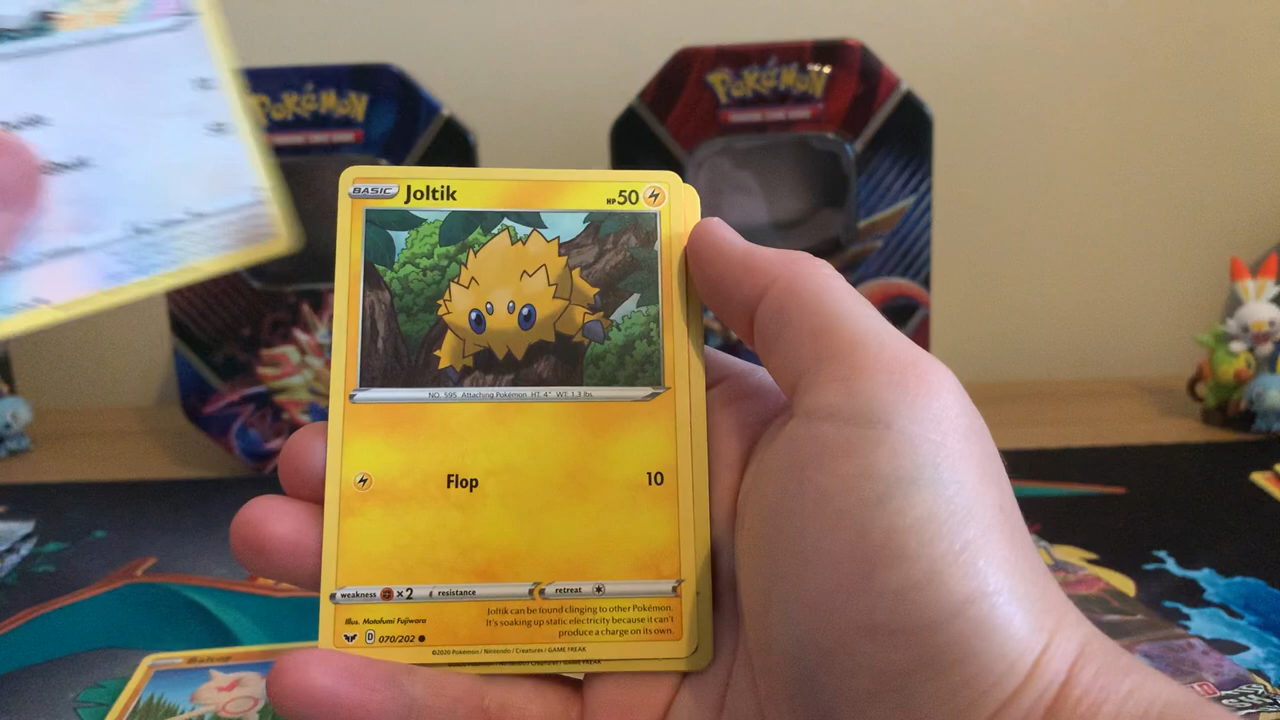 POKéMON
POKéMON
BASIC Joltik HP 50
NO. 595 Attaching Pokémon HT: 4" WT: 1.3 lbs.
Flop 10
weakness ×2 resistance retreat
Joltik can be found clinging to other Pokémon.
It's soaking up static electricity because it can't
produce a charge on its own.
Illus. Motofumi Fujiwara
D 070/202
©2020 Pokémon / Nintendo / Creatures / GAME FREAK